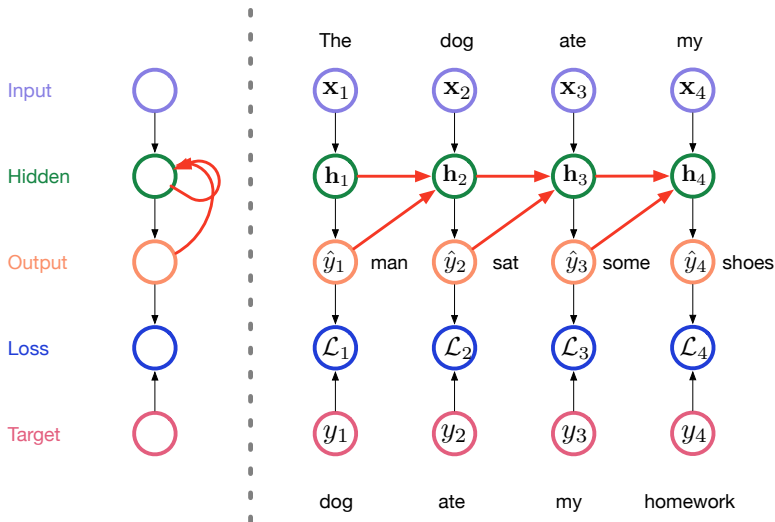 The dog ate my
Input x₁ x₂ x₃ x₄
Hidden h₁ h₂ h₃ h₄
Output ŷ₁ man ŷ₂ sat ŷ₃ some ŷ₄ shoes
Loss ℒ₁ ℒ₂ ℒ₃ ℒ₄
Target y₁ y₂ y₃ y₄
dog ate my homework